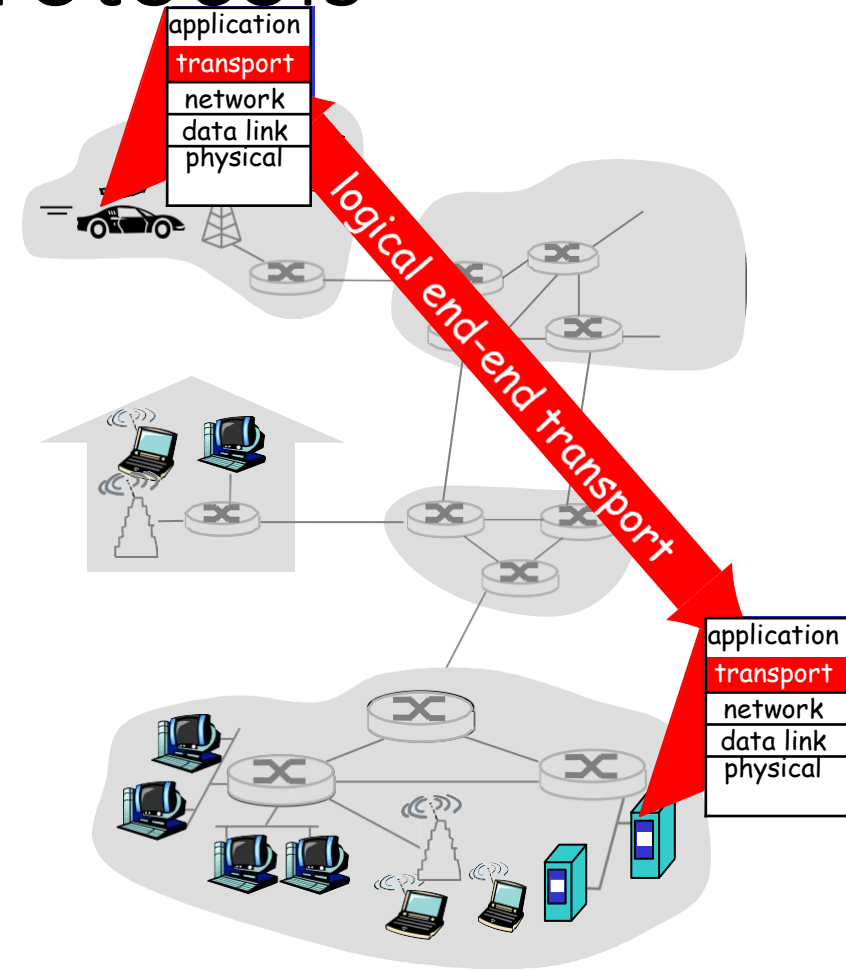 application
transport
network
data link
physical
logical end-end transport
application
transport
network
data link
physical